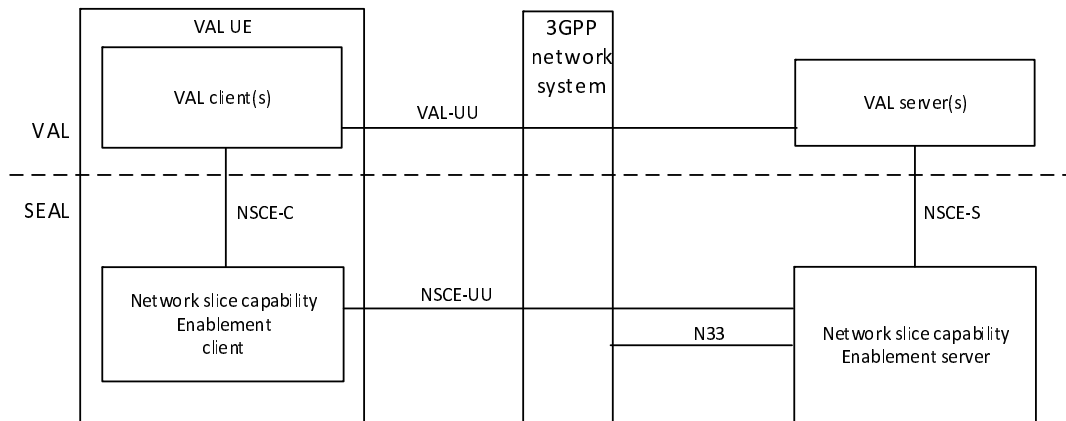 VAL UE
3GPP
network
system
VAL client(s)
VAL server(s)
VAL-UU
VAL
SEAL
NSCE-C
NSCE-S
Network slice capability
Enablement
client
NSCE-UU
N33
Network slice capability
Enablement server